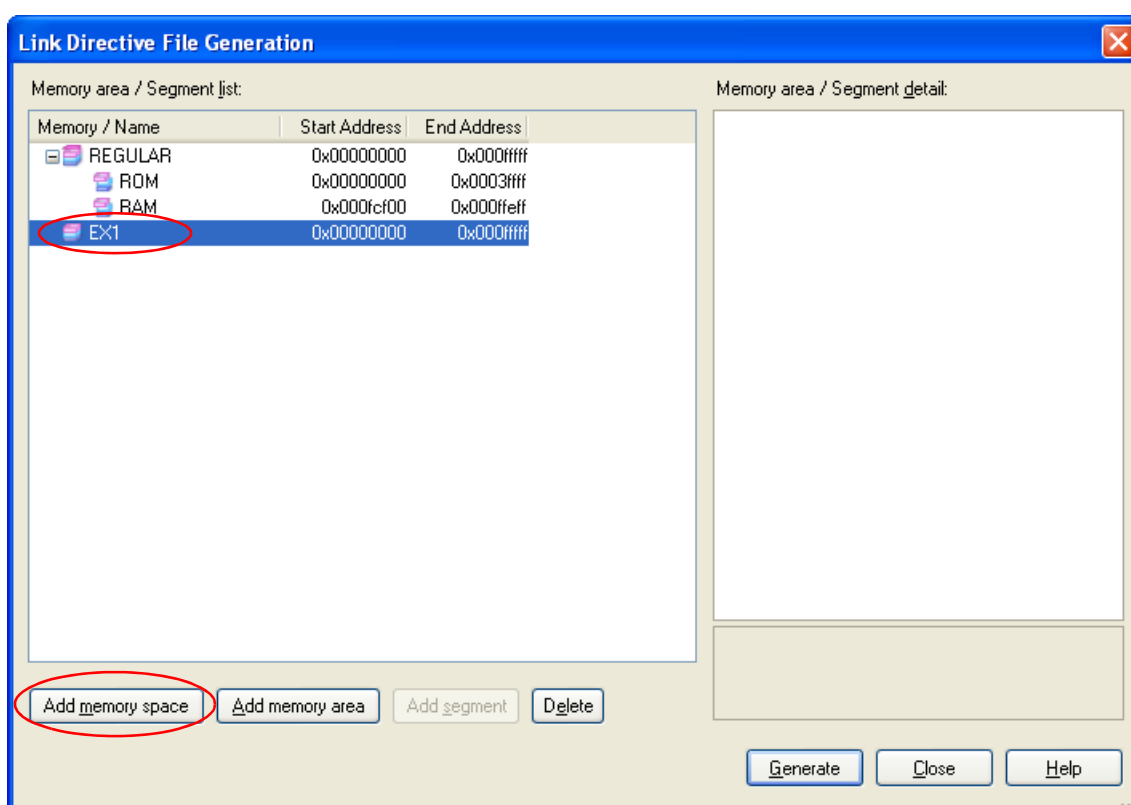 Link Directive File Generation
Memory area / Segment list:
Memory area / Segment detail:
Memory / Name Start Address End Address
REGULAR 0x00000000 0x000fffff
ROM 0x00000000 0x0003ffff
RAM 0x000fcf00 0x000ffeff
EX1 0x00000000 0x000fffff
Add memory space Add memory area Add segment Delete
Generate Close Help